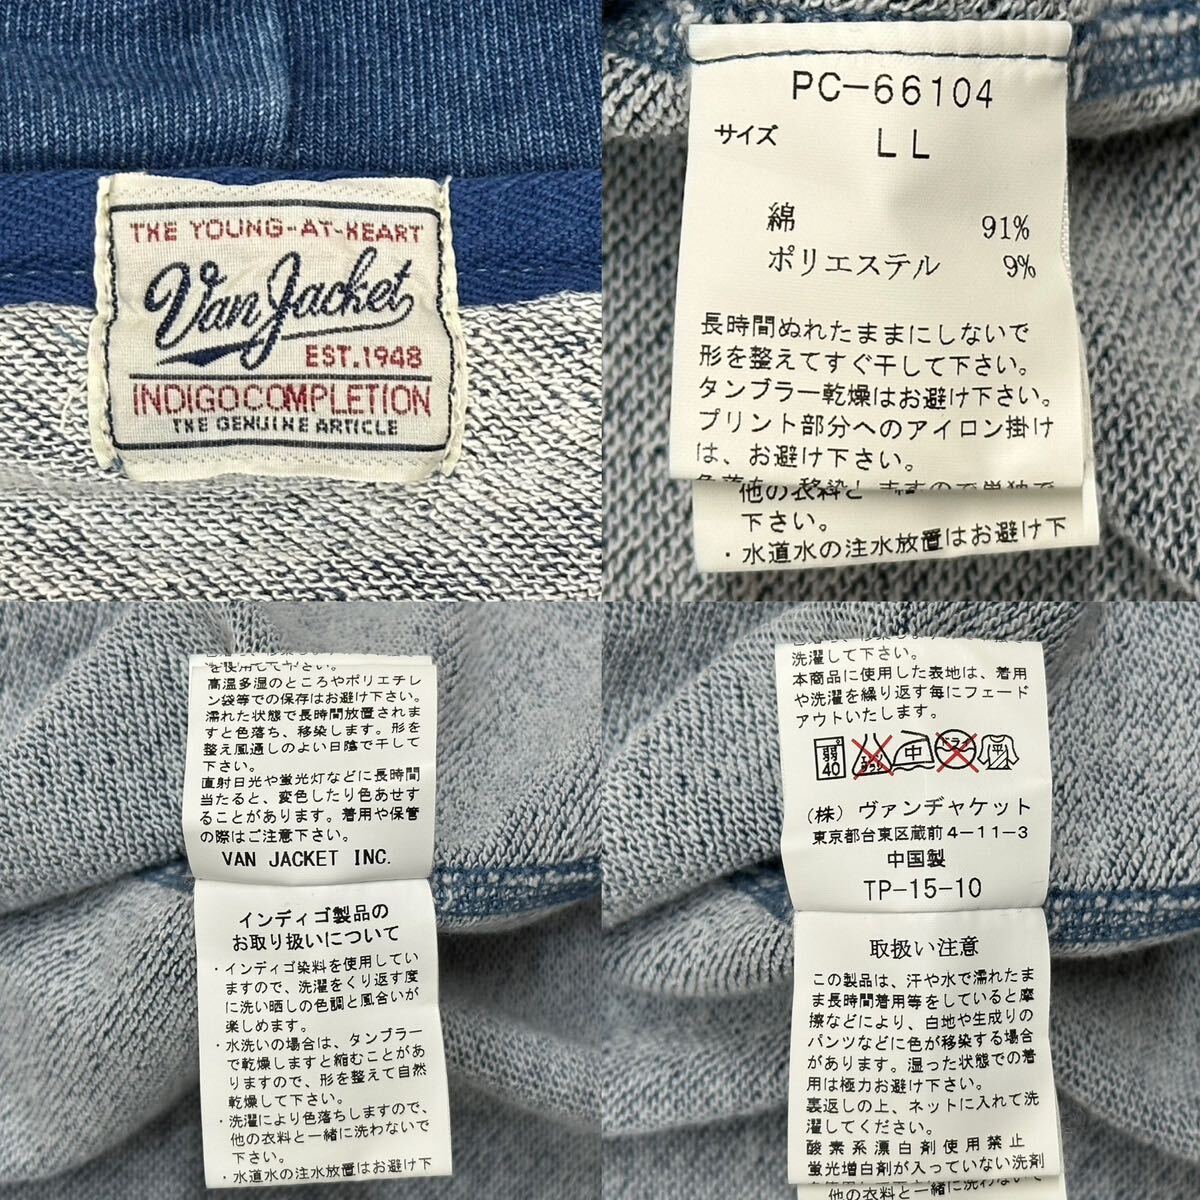 THE YOUNG-AT-HEART
Van Jacket
EST.1948
INDIGO COMPLETION
THE GENUINE ARTICLE
PC-66104
サイズ
LL
綿 91%
ポリエステル 9%
長時間ぬれたままにしないで
形を整えてすぐ干して下さい。
タンブラー乾燥はお避け下さい。
プリント部分へのアイロン掛け
は、お避け下さい。
下さい。
・水道水の注水放置はお避け下
高温多湿のところやポリエチレ
ン袋等での保存はお避け下さい。
濡れた状態で長時間放置されま
すと色落ち、移染します。形を
整え風通しのよい日陰で干して
下さい。
直射日光や蛍光灯などに長時間
当たると、変色したり色あせす
ることがあります。着用や保管
の際はご注意下さい。
VAN JACKET INC.
インディゴ製品の
お取り扱いについて
・インディゴ染料を使用してい
ますので、洗濯をくり返す度
に洗い晒しの色調と風合いが
楽しめます。
・水洗いの場合は、タンブラー
で乾燥しますと縮むことがあ
りますので、形を整えて自然
乾燥して下さい。
・洗濯により色落ちしますので、
他の衣料と一緒に洗わないで
下さい。
・水道水の注水放置はお避け下
洗濯して下さい。
本商品に使用した表地は、着用
や洗濯を繰り返す毎にフェード
アウトいたします。
弱
40
エンソ
サラシ
中
ドライ
平
(株) ヴァンヂャケット
東京都台東区蔵前4-11-3
中国製
TP-15-10
取扱い注意
この製品は、汗や水で濡れたま
ま長時間着用等をしていると摩
擦などにより、白地や生成りの
パンツなどに色が移染する場合
があります。湿った状態での着
用は極力お避け下さい。
裏返しの上、ネットに入れて洗
濯してください。
酸素系漂白剤使用禁止
蛍光増白剤が入っていない洗剤
他の衣料と一緒に洗わないで